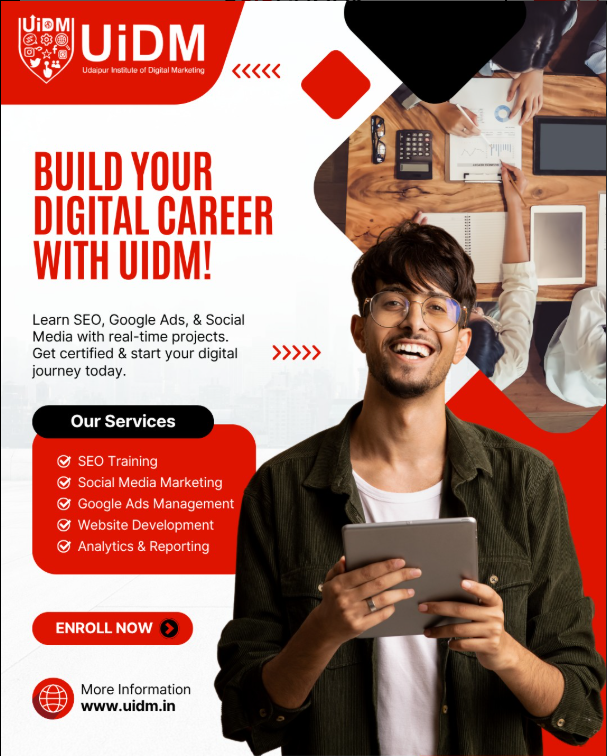 UiDM
UiDM
Udaipur Institute of Digital Marketing
BUILD YOUR
DIGITAL CAREER
WITH UIDM!
Learn SEO, Google Ads, & Social
Media with real-time projects.
Get certified & start your digital
journey today.
Our Services
SEO Training
Social Media Marketing
Google Ads Management
Website Development
Analytics & Reporting
ENROLL NOW
More Information
www.uidm.in